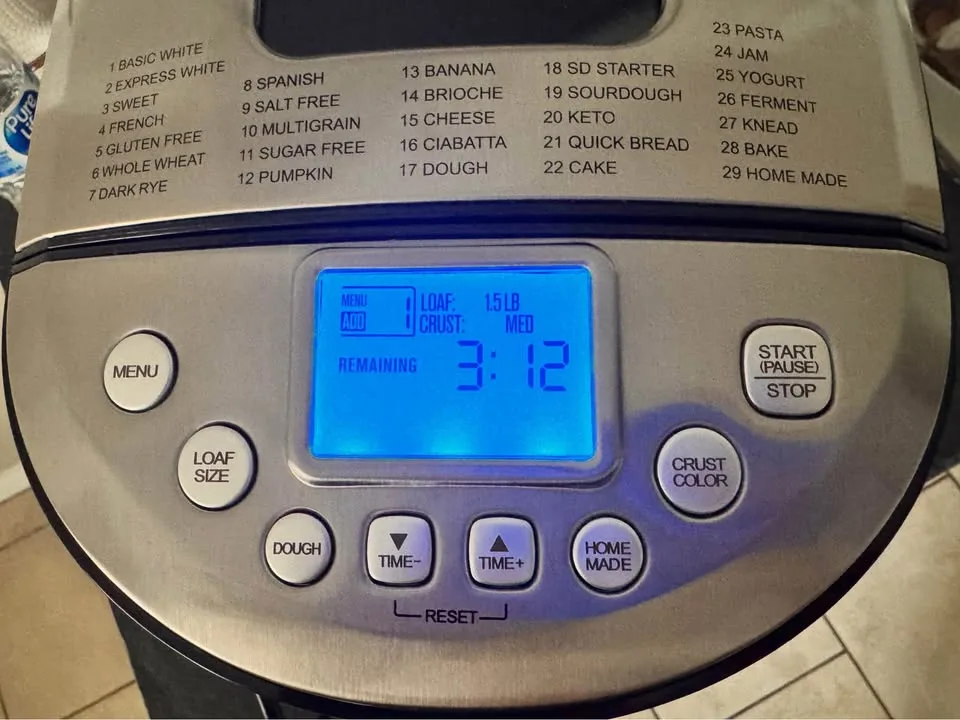 Pure
Life
1 BASIC WHITE
2 EXPRESS WHITE
3 SWEET
4 FRENCH
5 GLUTEN FREE
6 WHOLE WHEAT
7 DARK RYE
8 SPANISH
9 SALT FREE
10 MULTIGRAIN
11 SUGAR FREE
12 PUMPKIN
13 BANANA
14 BRIOCHE
15 CHEESE
16 CIABATTA
17 DOUGH
18 SD STARTER
19 SOURDOUGH
20 KETO
21 QUICK BREAD
22 CAKE
23 PASTA
24 JAM
25 YOGURT
26 FERMENT
27 KNEAD
28 BAKE
29 HOME MADE
MENU
ADD
1
LOAF: 1.5 LB
CRUST: MED
REMAINING 3:12
MENU
LOAF
SIZE
DOUGH
▼
TIME-
▲
TIME+
RESET
HOME
MADE
CRUST
COLOR
START
(PAUSE)
STOP